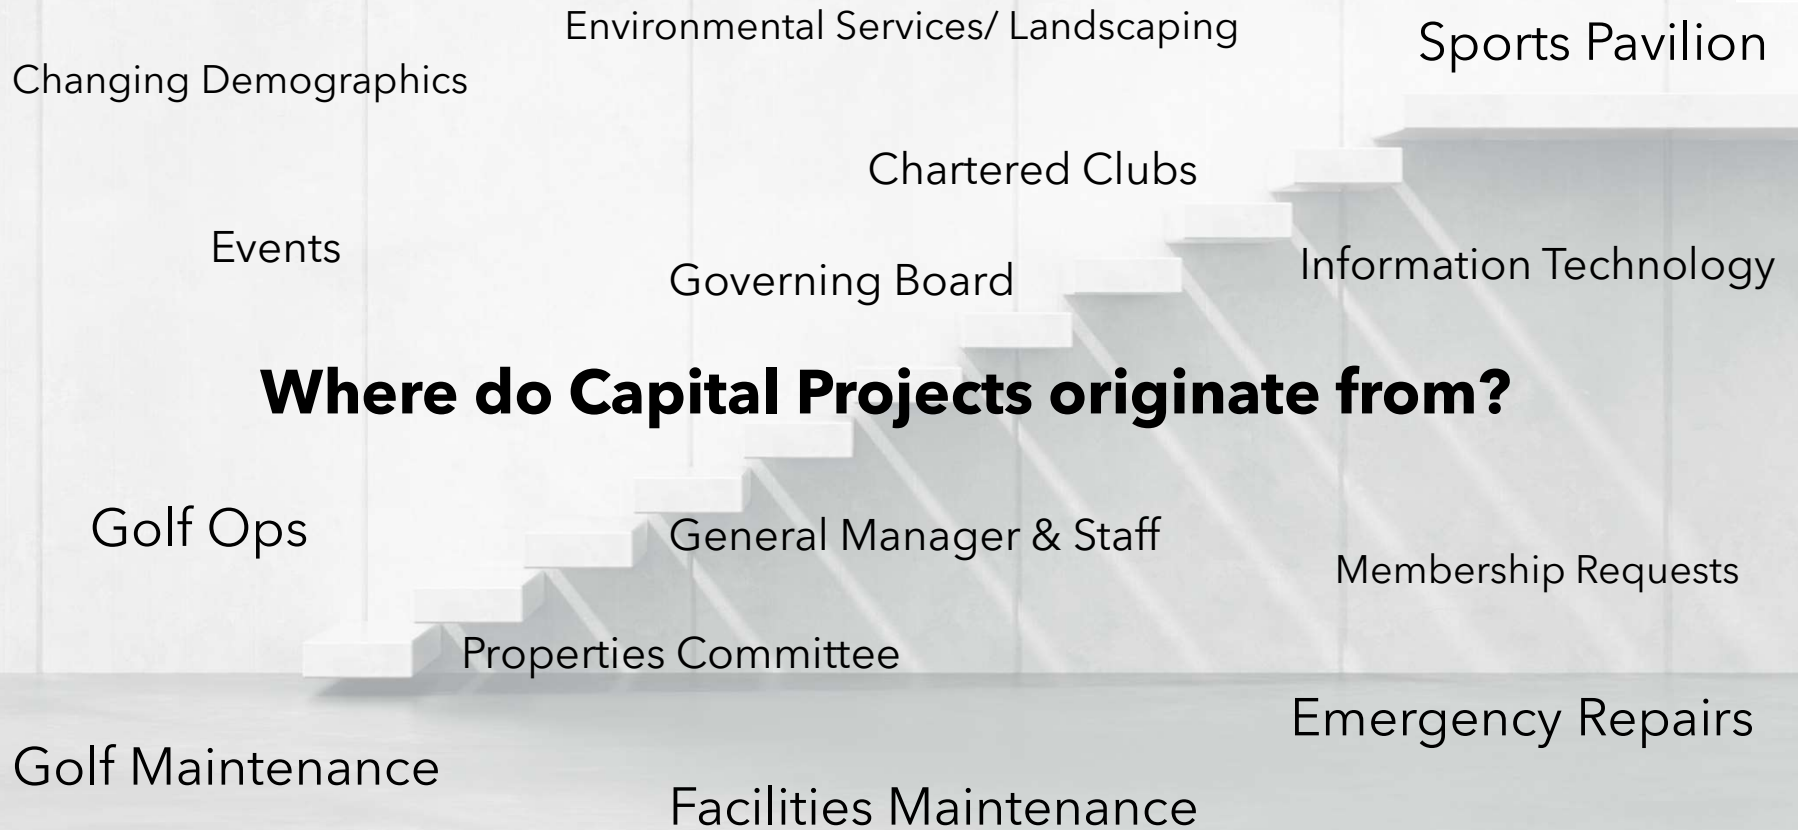 Environmental Services/ Landscaping
Sports Pavilion
Changing Demographics
Chartered Clubs
Events
Governing Board
Information Technology
Where do Capital Projects originate from?
Golf Ops
General Manager & Staff
Membership Requests
Properties Committee
Emergency Repairs
Golf Maintenance
Facilities Maintenance